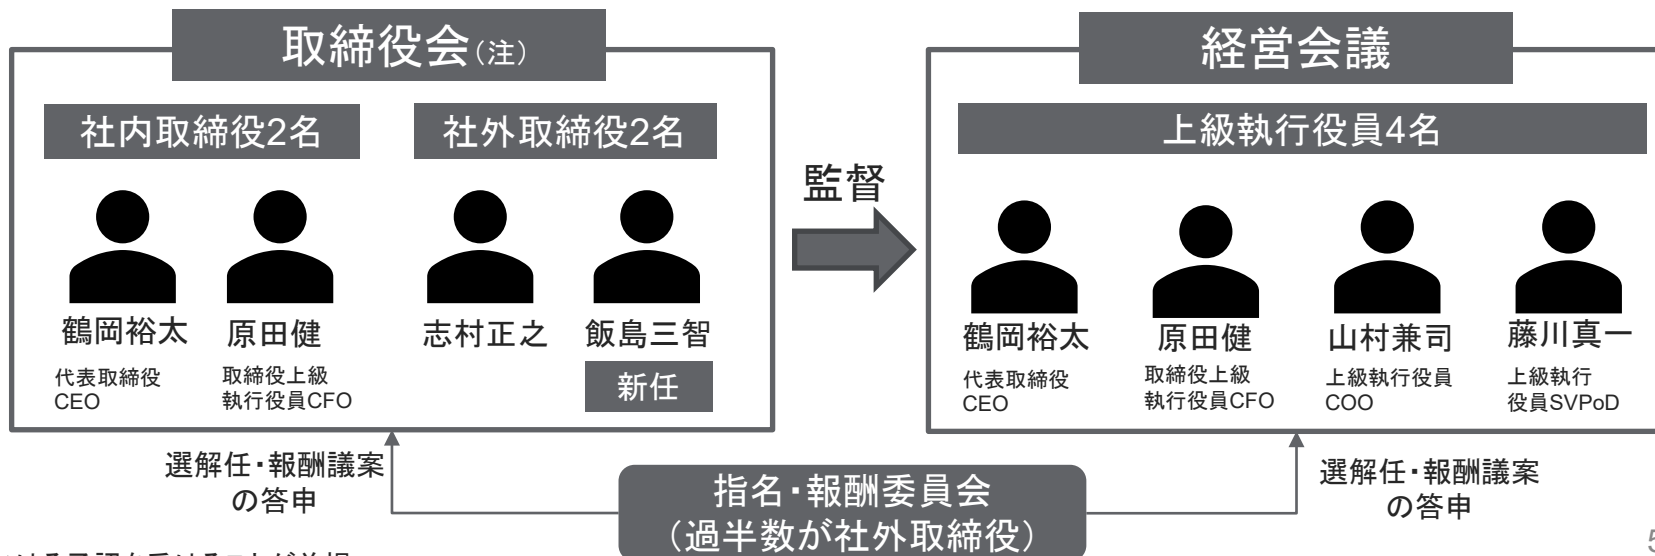 取締役会(注)
社内取締役2名
社外取締役2名
鶴岡裕太
代表取締役
CEO
原田健
取締役上級
執行役員CFO
志村正之
飯島三智
新任
監督
経営会議
上級執行役員4名
鶴岡裕太
代表取締役
CEO
原田健
取締役上級
執行役員CFO
山村兼司
上級執行役員
COO
藤川真一
上級執行
役員SVPoD
選解任・報酬議案
の答申
指名・報酬委員会
(過半数が社外取締役)
選解任・報酬議案
の答申
5